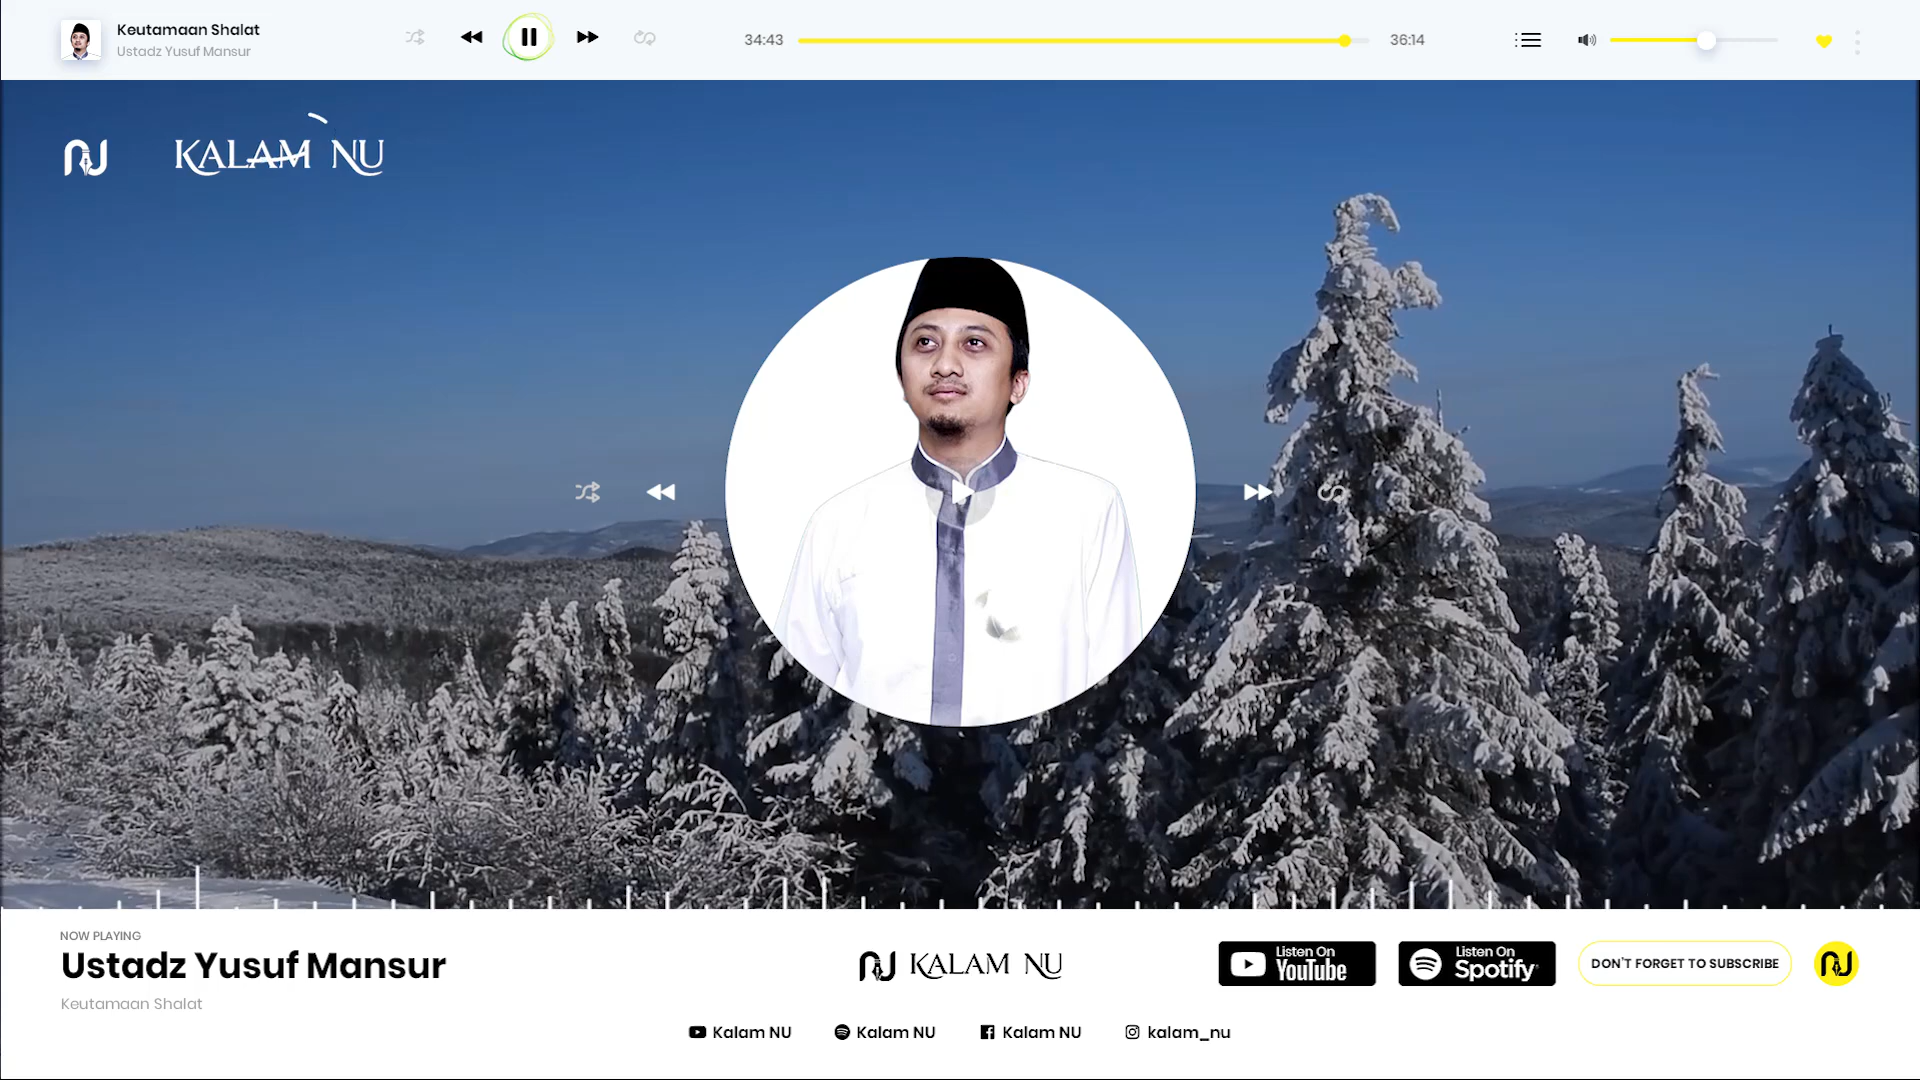 Keutamaan Shalat
Ustadz Yusuf Mansur
34:43
36:14
KALAM NU
NOW PLAYING
Ustadz Yusuf Mansur
Keutamaan Shalat
KALAM NU
Listen On
YouTube
Listen On
Spotify
DON'T FORGET TO SUBSCRIBE
Kalam NU
Kalam NU
Kalam NU
kalam_nu